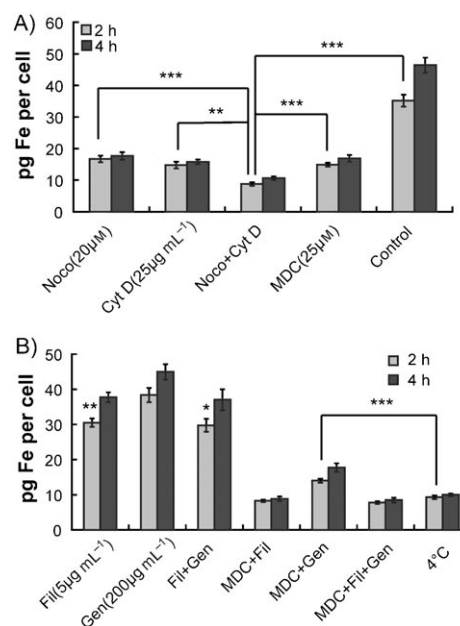 A)
2 h
4 h
pg Fe per cell
60
50
40
30
20
10
0
***
**
***
***
Noco(20μM)
Cyt D(25μg mL⁻¹)
Noco+Cyt D
MDC(25μM)
Control
B)
2 h
4 h
pg Fe per cell
50
40
30
20
10
0
**
*
***
Fil(5μg mL⁻¹)
Gen(200μg mL⁻¹)
Fil+Gen
MDC+Fil
MDC+Gen
MDC+Fil+Gen
4°C